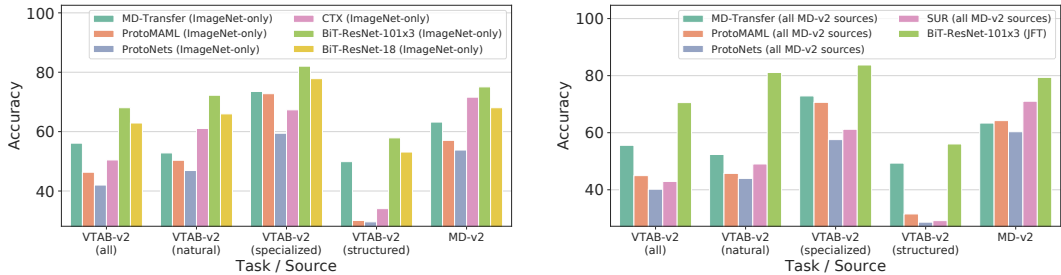 MD-Transfer (ImageNet-only)
ProtoMAML (ImageNet-only)
ProtoNets (ImageNet-only)
CTX (ImageNet-only)
BiT-ResNet-101x3 (ImageNet-only)
BiT-ResNet-18 (ImageNet-only)
100
80
60
40
Accuracy
VTAB-v2 (all)
VTAB-v2 (natural)
VTAB-v2 (specialized)
VTAB-v2 (structured)
MD-v2
Task / Source
MD-Transfer (all MD-v2 sources)
ProtoMAML (all MD-v2 sources)
ProtoNets (all MD-v2 sources)
SUR (all MD-v2 sources)
BiT-ResNet-101x3 (JFT)
100
80
60
40
Accuracy
VTAB-v2 (all)
VTAB-v2 (natural)
VTAB-v2 (specialized)
VTAB-v2 (structured)
MD-v2
Task / Source